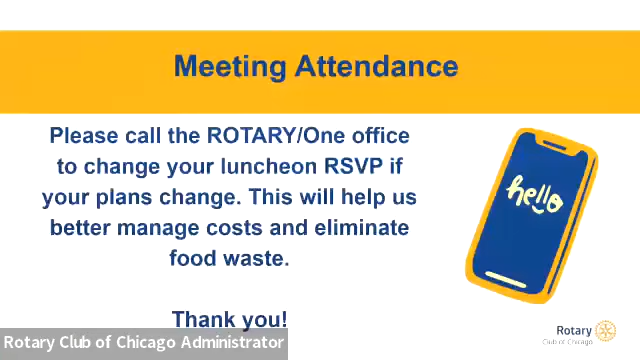 Meeting Attendance
Please call the ROTARY/One office
to change your luncheon RSVP if
your plans change. This will help us
better manage costs and eliminate
food waste.
Thank you!
hello
Rotary
Club of Chicago
Rotary Club of Chicago Administrator